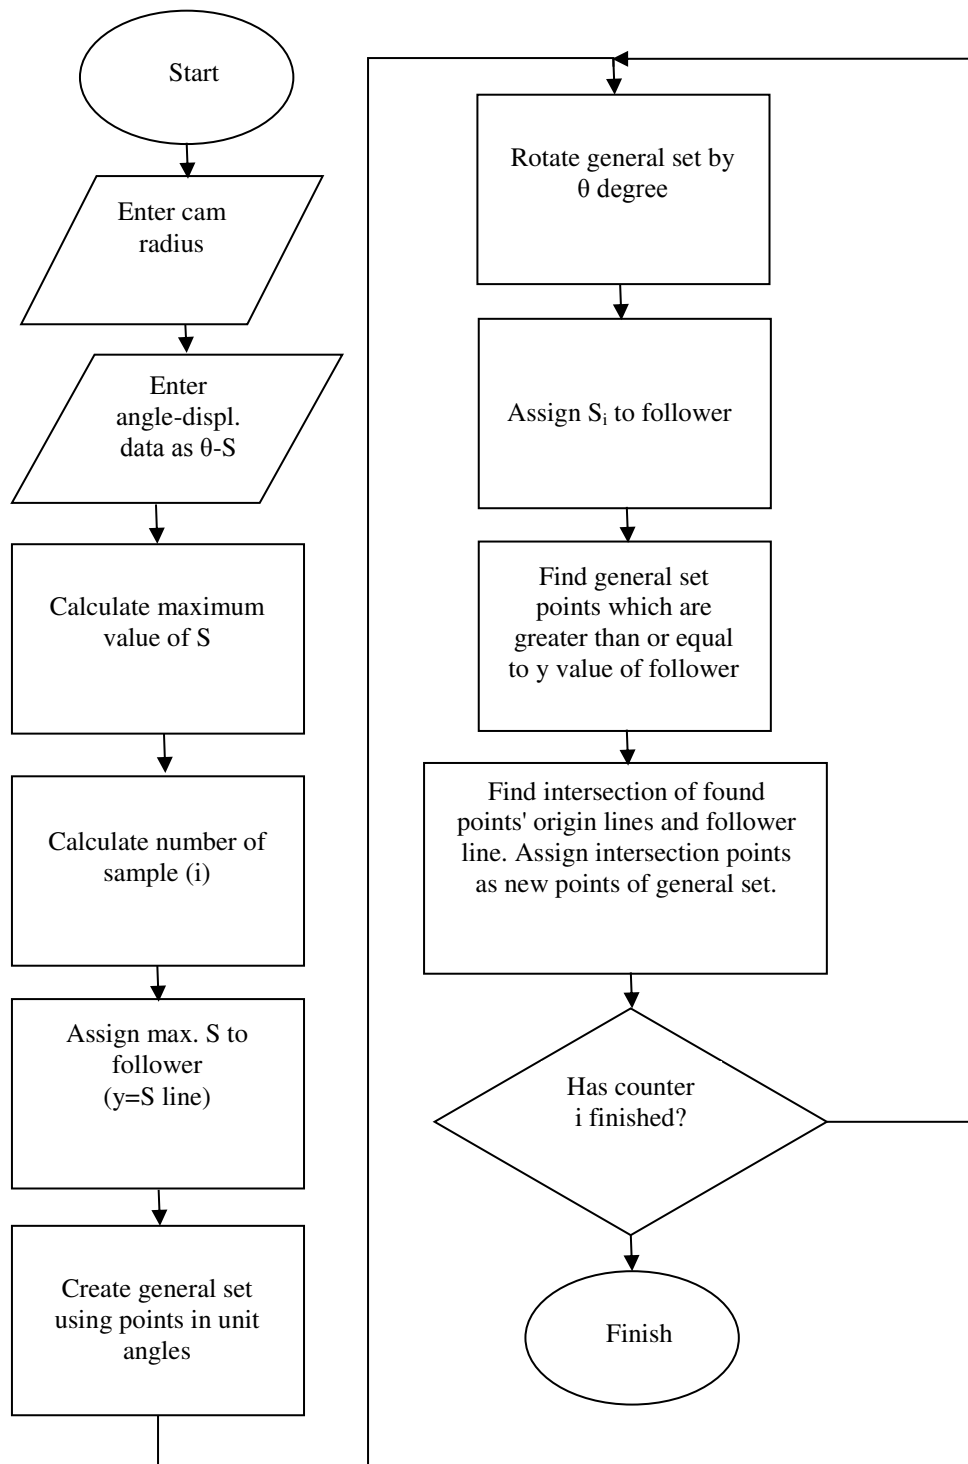 Start
Enter cam
radius
Enter
angle-displ.
data as θ-S
Calculate maximum
value of S
Calculate number of
sample (i)
Assign max. S to
follower
(y=S line)
Create general set
using points in unit
angles
Rotate general set by
θ degree
Assign Sᵢ to follower
Find general set
points which are
greater than or equal
to y value of follower
Find intersection of found
points' origin lines and follower
line. Assign intersection points
as new points of general set.
Has counter
i finished?
Finish